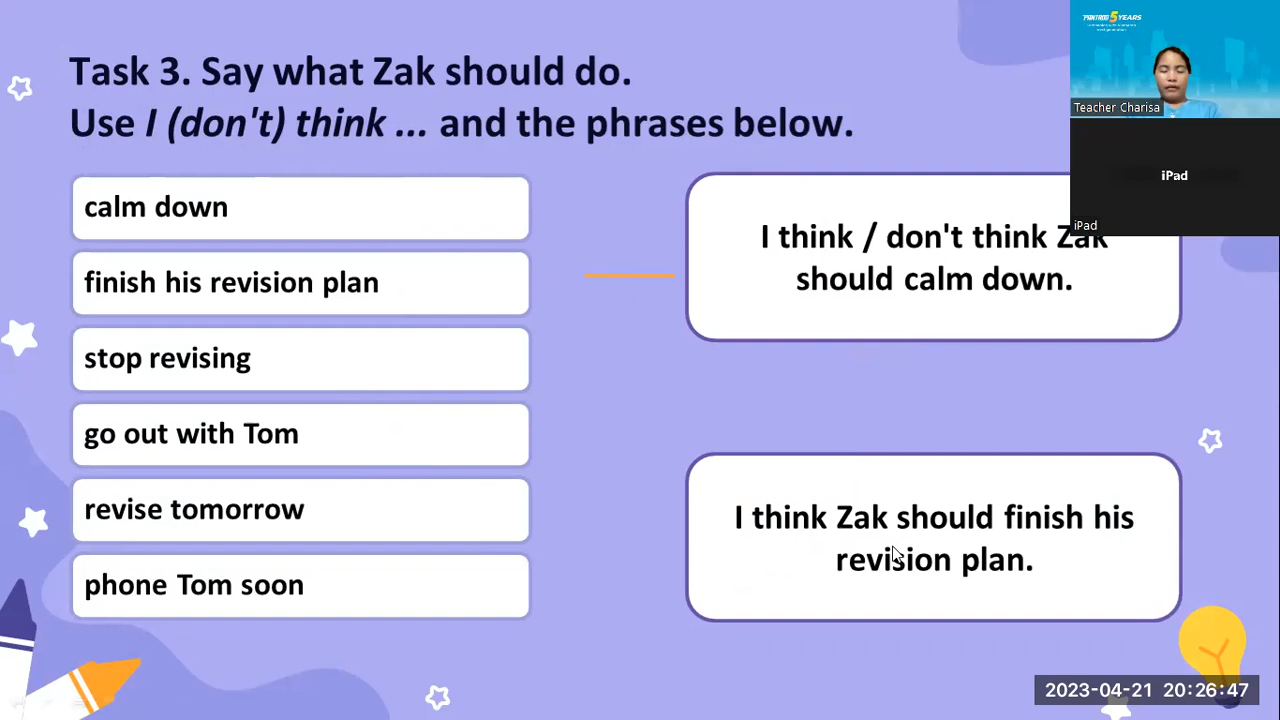 Task 3. Say what Zak should do.
Use I (don't) think ... and the phrases below.
calm down
finish his revision plan
stop revising
go out with Tom
revise tomorrow
phone Tom soon
I think / don't think Zak
should calm down.
I think Zak should finish his
revision plan.
5 YEARS
Teacher Charisa
iPad
iPad
2023-04-21 20:26:47